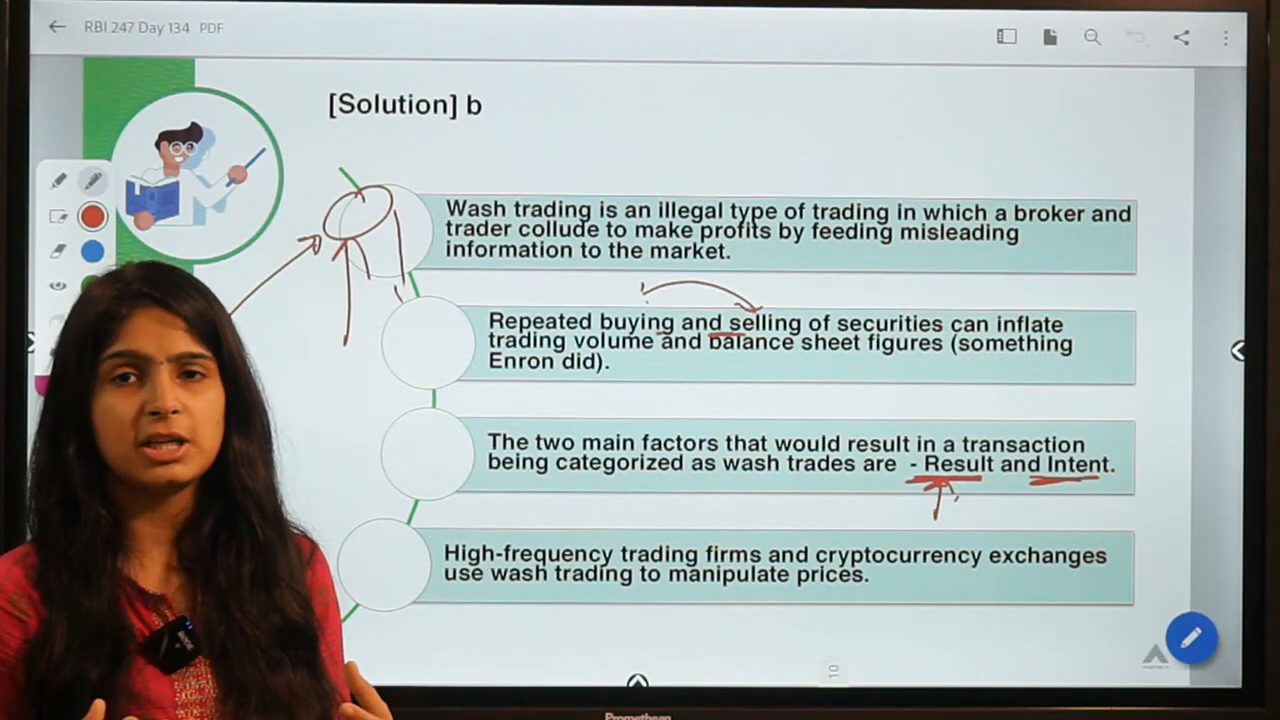 RBI 247 Day 134 PDF
[Solution] b
Wash trading is an illegal type of trading in which a broker and
trader collude to make profits by feeding misleading
information to the market.
Repeated buying and selling of securities can inflate
trading volume and balance sheet figures (something
Enron did).
The two main factors that would result in a transaction
being categorized as wash trades are - Result and Intent.
High-frequency trading firms and cryptocurrency exchanges
use wash trading to manipulate prices.
10
Promethean